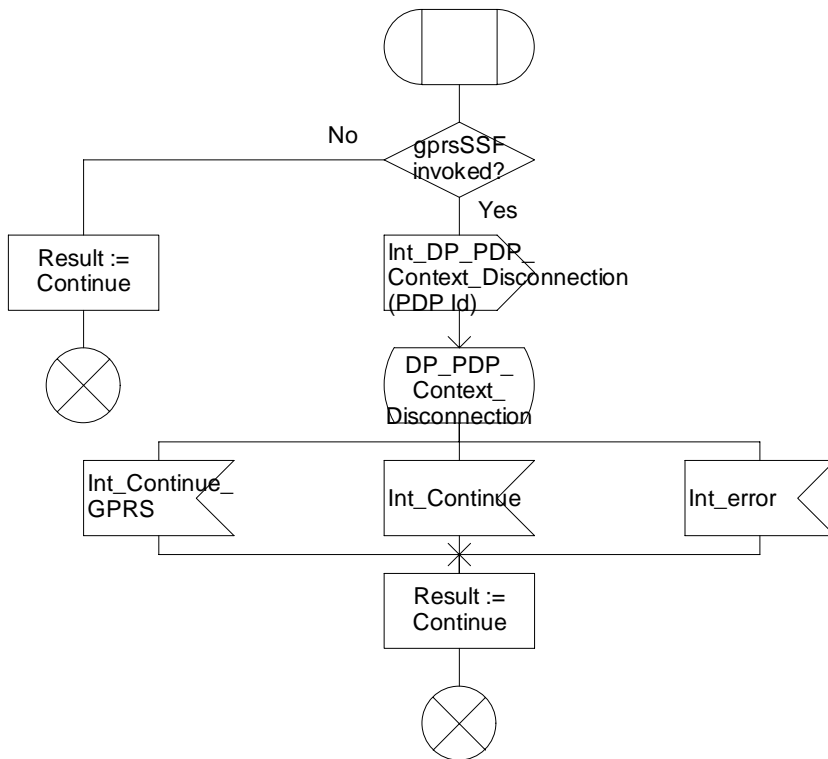 No
gprsSSF
invoked?
Yes
Result :=
Continue
Int_DP_PDP_
Context_Disconnection
(PDP Id)
DP_PDP_
Context_
Disconnection
Int_Continue_
GPRS
Int_Continue
Int_error
Result :=
Continue